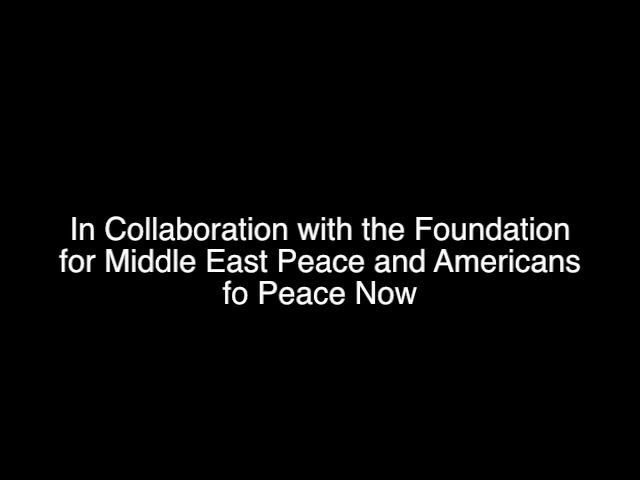 In Collaboration with the Foundation
for Middle East Peace and Americans
fo Peace Now